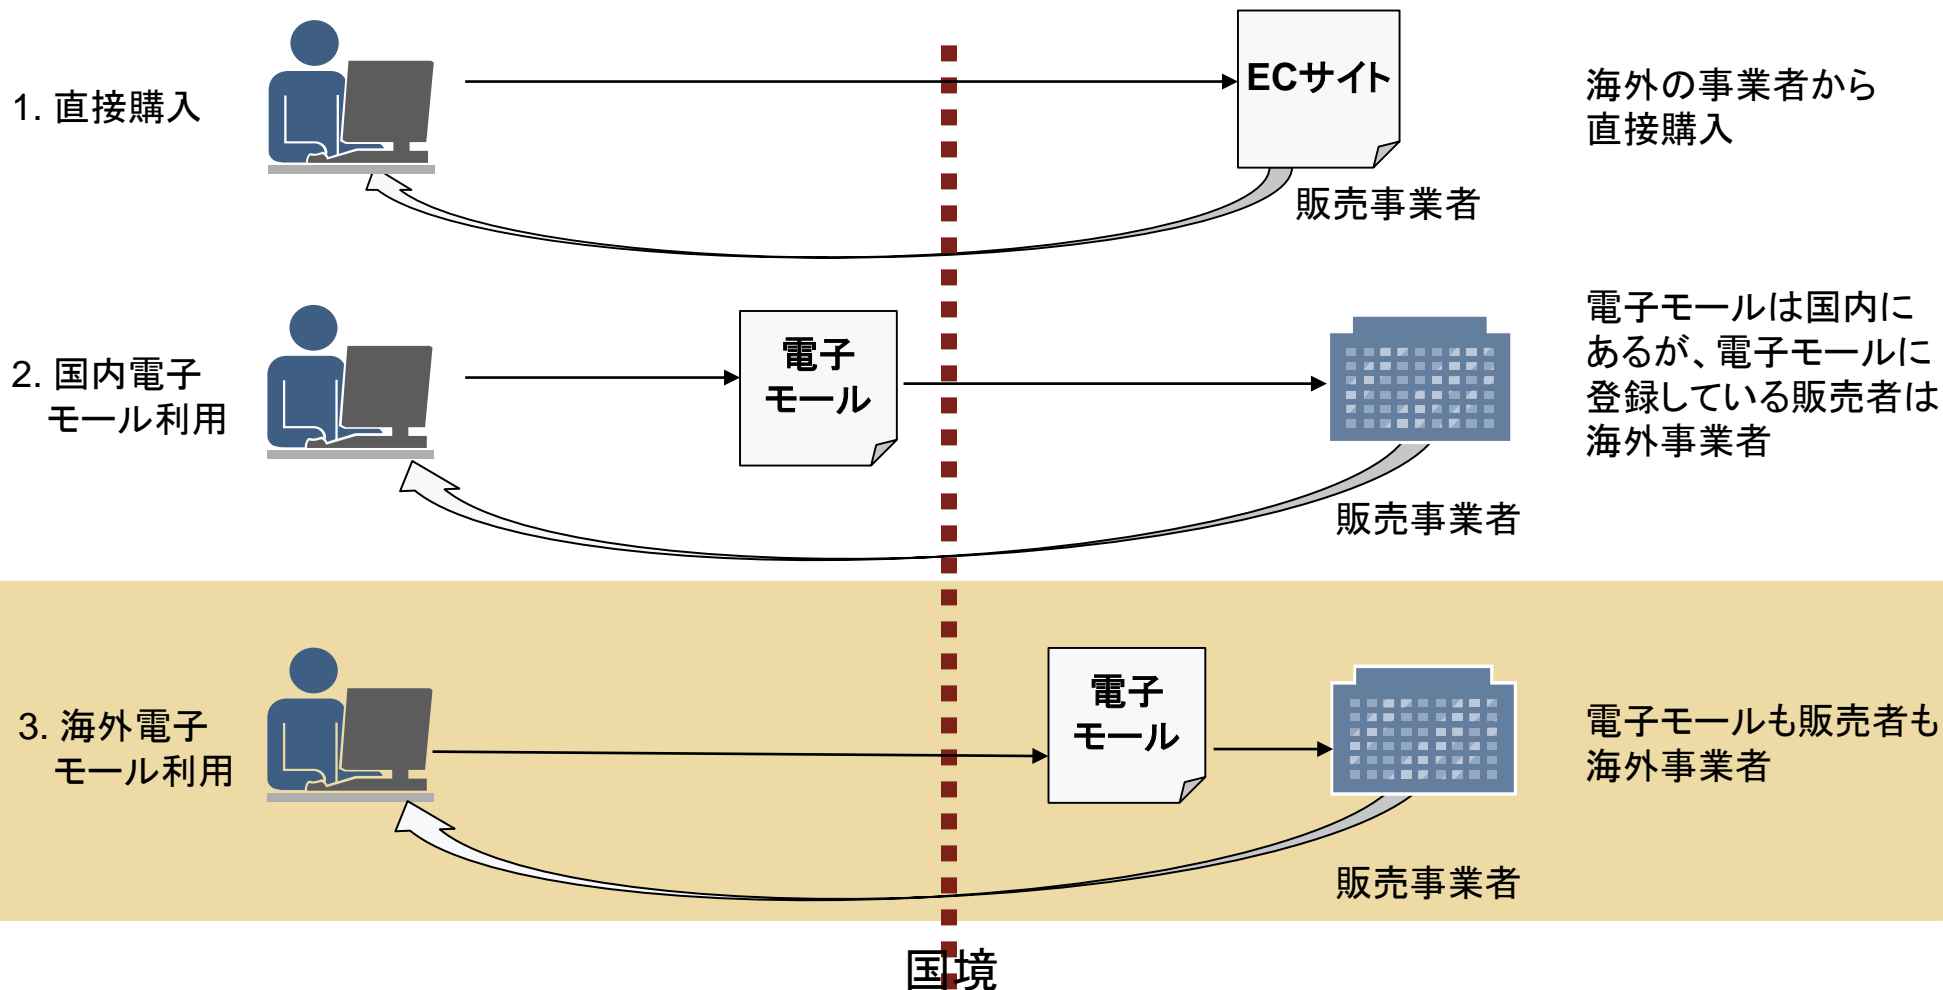 1. 直接購入
ECサイト
海外の事業者から
直接購入
販売事業者
2. 国内電子
モール利用
電子
モール
電子モールは国内に
あるが、電子モールに
登録している販売者は
海外事業者
販売事業者
3. 海外電子
モール利用
電子
モール
電子モールも販売者も
海外事業者
販売事業者
国境